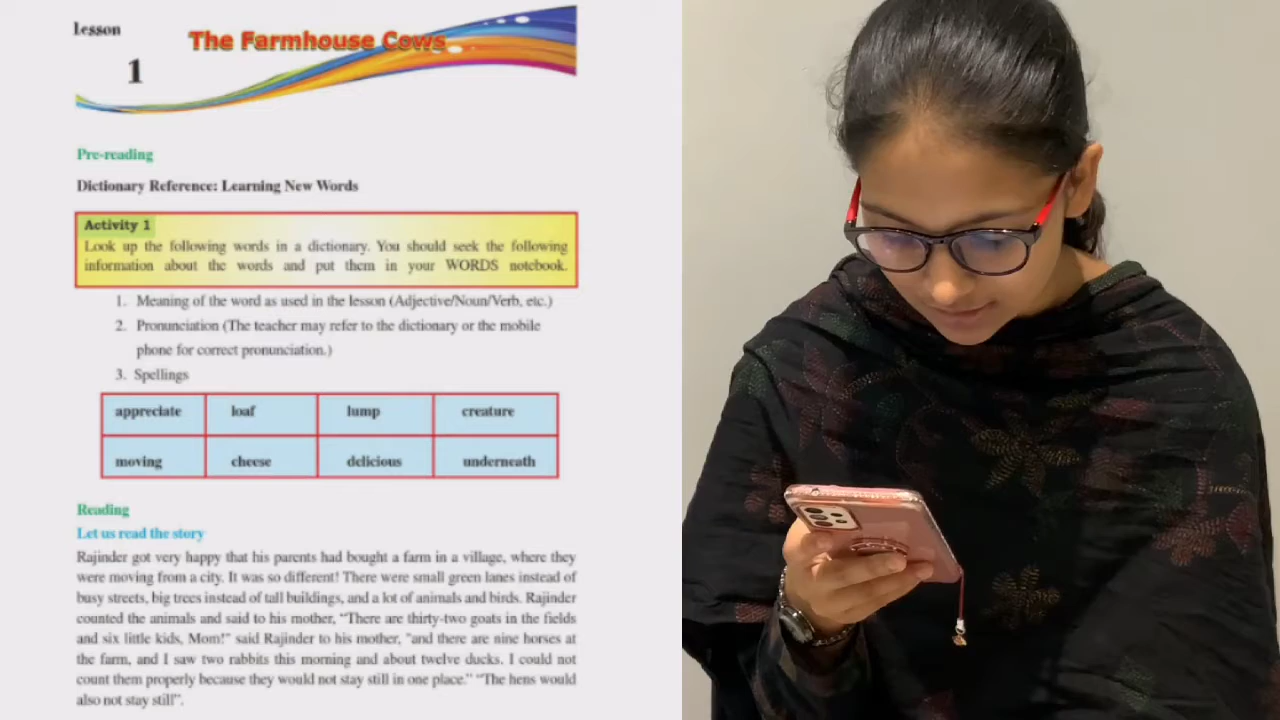 Lesson
1
The Farmhouse Cows
Pre-reading
Dictionary Reference: Learning New Words
Activity 1
Look up the following words in a dictionary. You should seek the following
information about the words and put them in your WORDS notebook.
1. Meaning of the word as used in the lesson (Adjective/Noun/Verb, etc.)
2. Pronunciation (The teacher may refer to the dictionary or the mobile
phone for correct pronunciation.)
3. Spellings
appreciate loaf lump creature
moving cheese delicious underneath
Reading
Let us read the story
Rajinder got very happy that his parents had bought a farm in a village, where they
were moving from a city. It was so different! There were small green lanes instead of
busy streets, big trees instead of tall buildings, and a lot of animals and birds. Rajinder
counted the animals and said to his mother, “There are thirty-two goats in the fields
and six little kids, Mom!” said Rajinder to his mother, "and there are nine horses at
the farm, and I saw two rabbits this morning and about twelve ducks. I could not
count them properly because they would not stay still in one place.” “The hens would
also not stay still”.